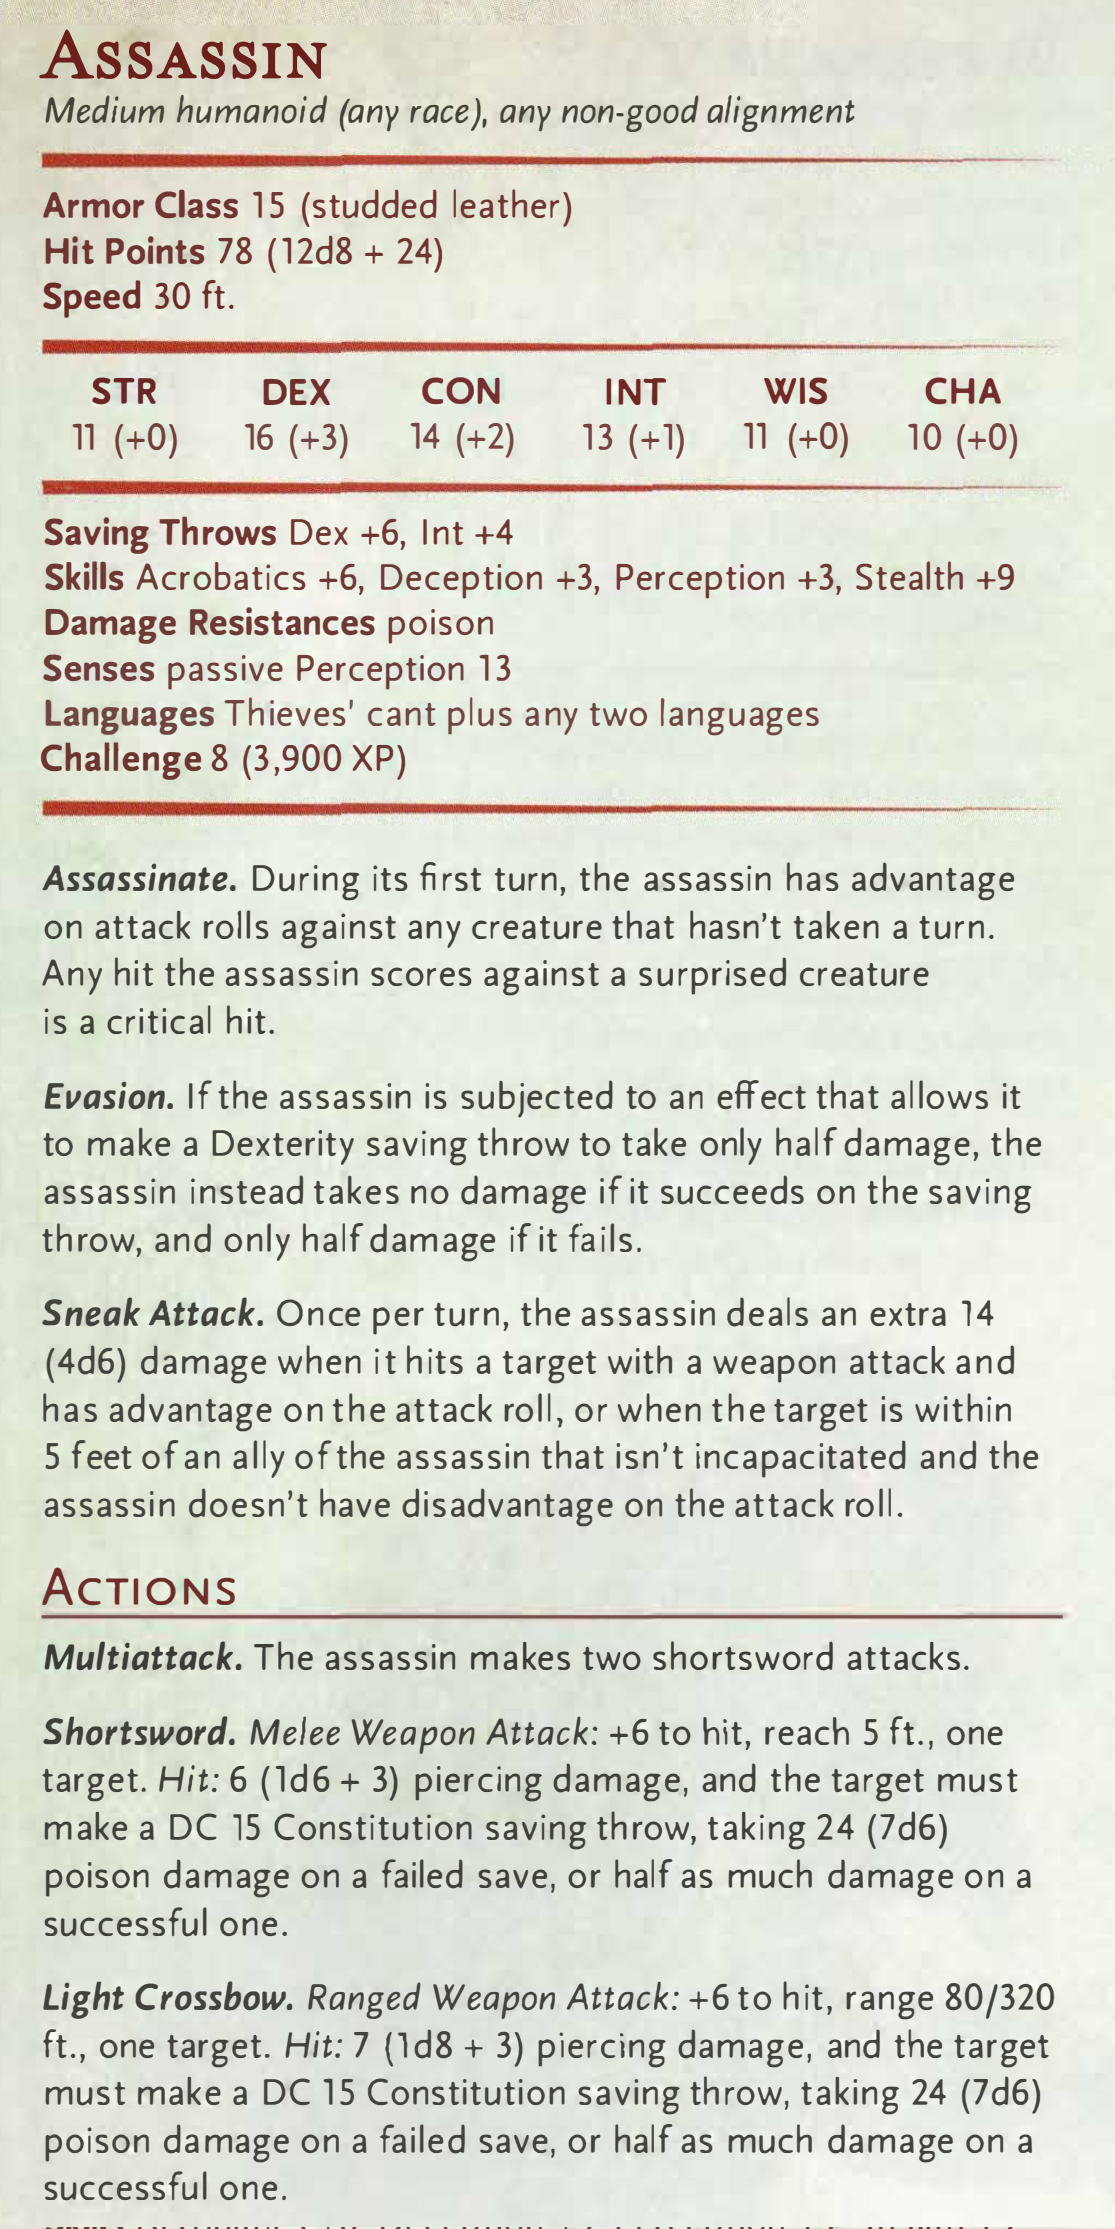 ASSASSIN
Medium humanoid (any race), any non-good alignment
Armor Class 15 (studded leather)
Hit Points 78 (12d8 + 24)
Speed 30 ft.
STR DEX CON INT WIS CHA
11 (+0) 16 (+3) 14 (+2) 13 (+1) 11 (+0) 10 (+0)
Saving Throws Dex +6, Int +4
Skills Acrobatics +6, Deception +3, Perception +3, Stealth +9
Damage Resistances poison
Senses passive Perception 13
Languages Thieves' cant plus any two languages
Challenge 8 (3,900 XP)
Assassinate. During its first turn, the assassin has advantage
on attack rolls against any creature that hasn't taken a turn.
Any hit the assassin scores against a surprised creature
is a critical hit.
Evasion. If the assassin is subjected to an effect that allows it
to make a Dexterity saving throw to take only half damage, the
assassin instead takes no damage if it succeeds on the saving
throw, and only half damage if it fails.
Sneak Attack. Once per turn, the assassin deals an extra 14
(4d6) damage when it hits a target with a weapon attack and
has advantage on the attack roll, or when the target is within
5 feet of an ally of the assassin that isn't incapacitated and the
assassin doesn't have disadvantage on the attack roll.
ACTIONS
Multiattack. The assassin makes two shortsword attacks.
Shortsword. Melee Weapon Attack: +6 to hit, reach 5 ft., one
target. Hit: 6 (1d6 + 3) piercing damage, and the target must
make a DC 15 Constitution saving throw, taking 24 (7d6)
poison damage on a failed save, or half as much damage on a
successful one.
Light Crossbow. Ranged Weapon Attack: +6 to hit, range 80/320
ft., one target. Hit: 7 (1d8 + 3) piercing damage, and the target
must make a DC 15 Constitution saving throw, taking 24 (7d6)
poison damage on a failed save, or half as much damage on a
successful one.